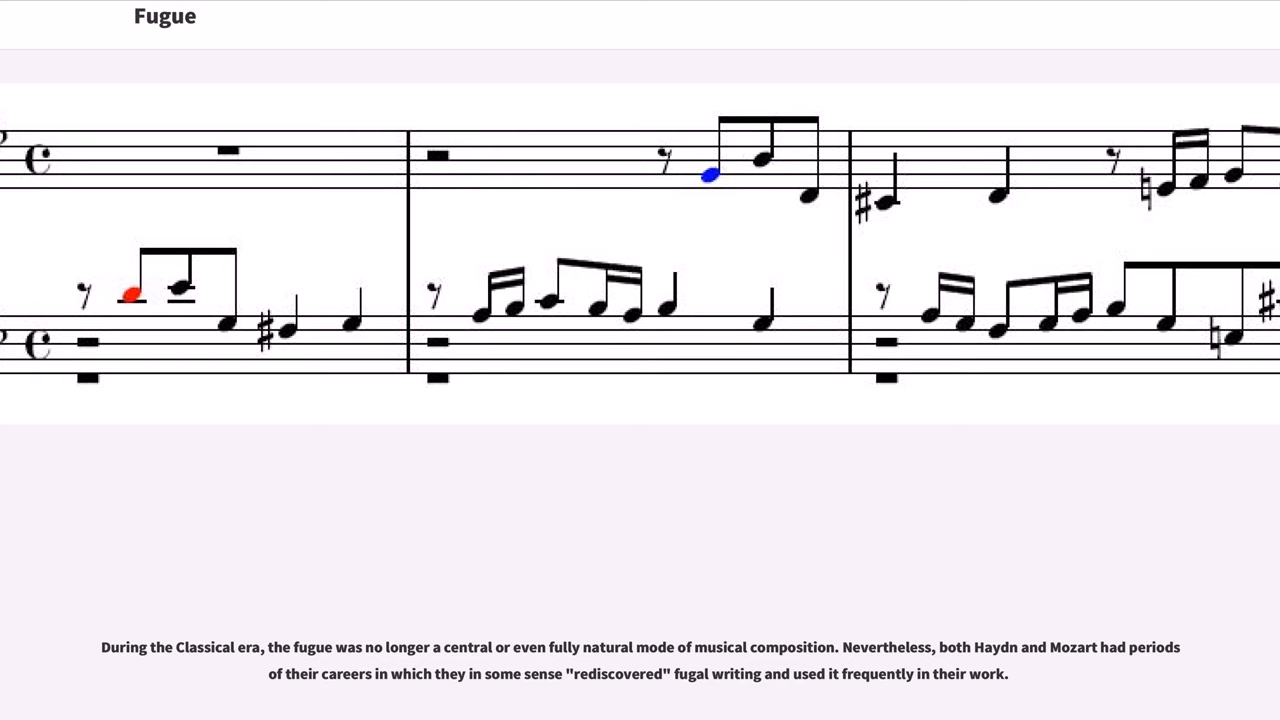 Fugue
During the Classical era, the fugue was no longer a central or even fully natural mode of musical composition. Nevertheless, both Haydn and Mozart had periods
of their careers in which they in some sense "rediscovered" fugal writing and used it frequently in their work.